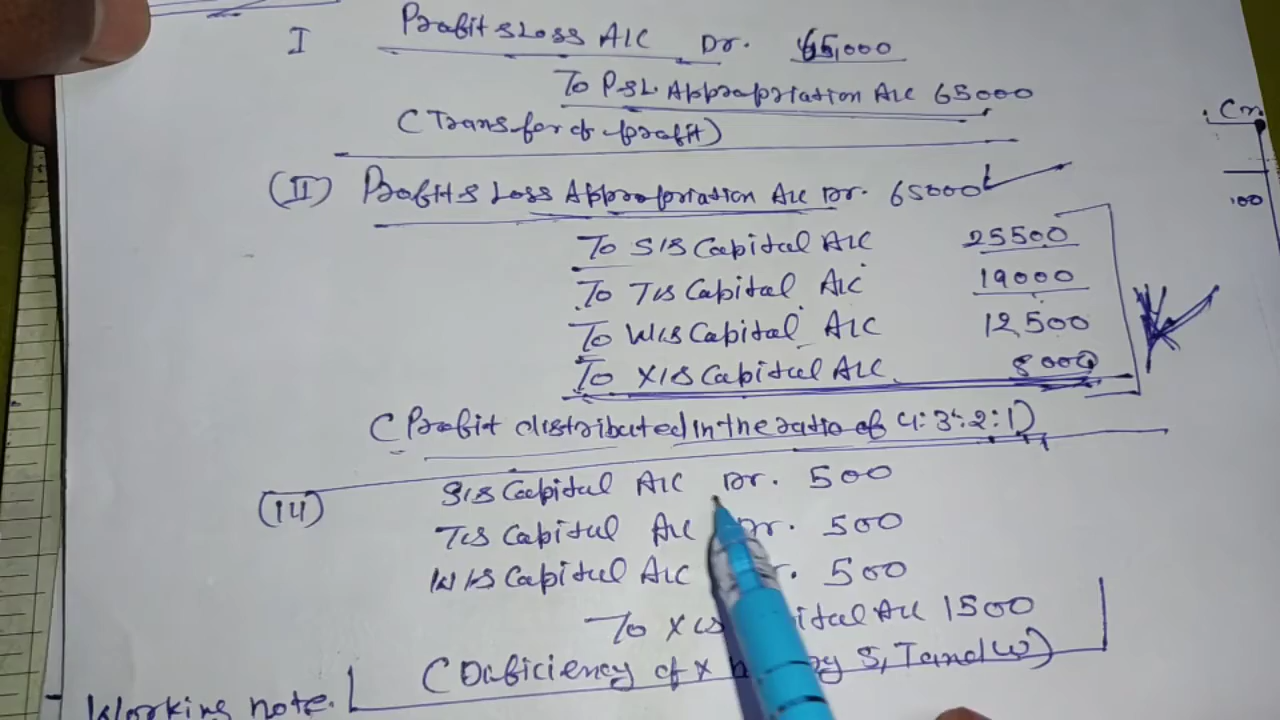 I Profit & Loss A/C Dr. 65,000
To P&L Appropriation A/C 65000
(Transfer of profit)
Cm
(II) Profit & Loss Appropriation A/C Dr. 65000
100
To S's Capital A/C 25500
To T's Capital A/C 19000
To W's Capital A/C 12500
To X's Capital A/C 8000
(Profit distributed in the ratio of 4:3:2:1)
(III) S's Capital A/C Dr. 500
T's Capital A/C Dr. 500
W's Capital A/C 500
To X's A/C 1500
(Deficiency of X by S, T and W)
Working note.